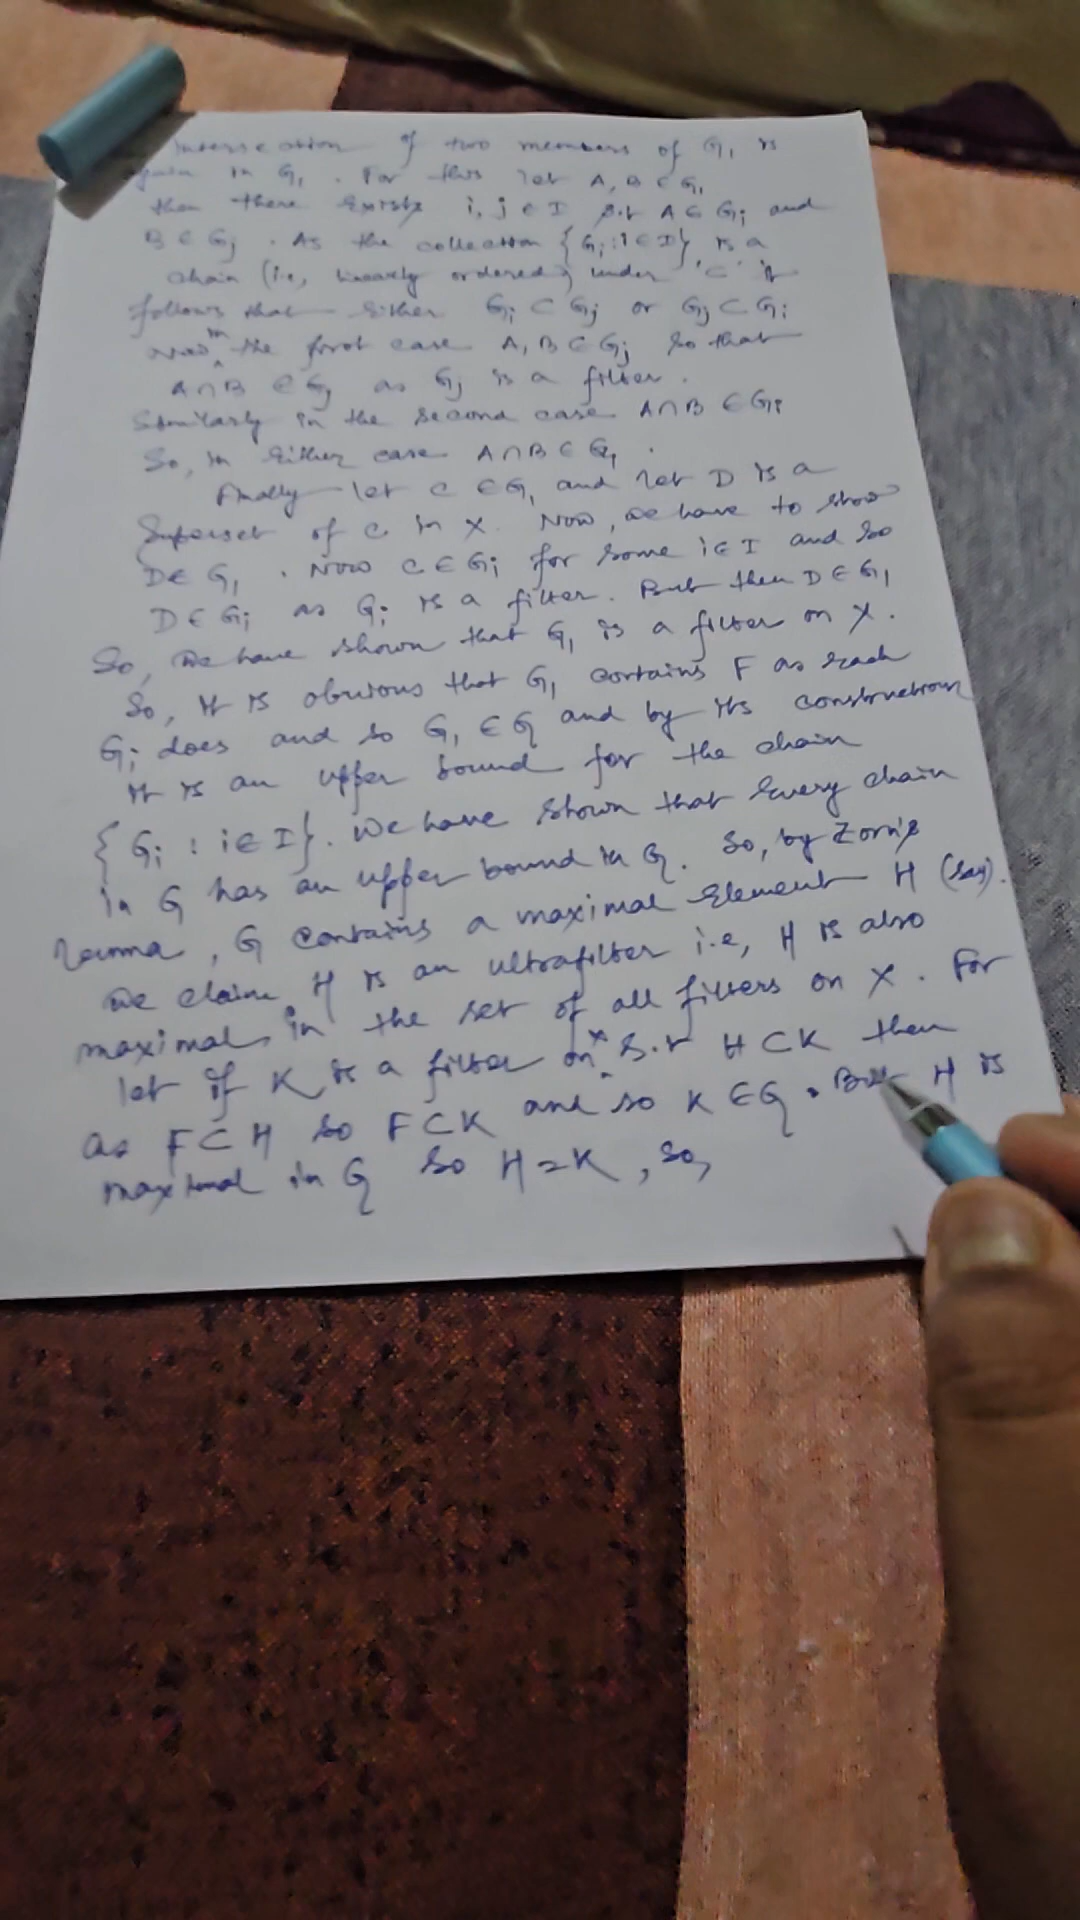 Intersection of two members of G₁ is
again in G₁. For this let A, B ∈ G₁
then there exists i, j ∈ I s.t A ∈ Gi and
B ∈ Gj. As the collection {Gi : i ∈ I} is a
chain (i.e, linearly ordered) under '⊂' it
follows that either Gi ⊂ Gj or Gj ⊂ Gi
Now in the first case A, B ∈ Gj so that
A∩B ∈ Gj as Gj is a filter.
Similarly in the second case A∩B ∈ Gi
So, in either case A∩B ∈ G₁.
Finally let C ∈ G₁ and let D is a
Superset of C in X. Now, we have to show
D ∈ G₁. Now C ∈ Gi for some i ∈ I and so
D ∈ Gi as Gi is a filter. But then D ∈ G₁
So, we have shown that G₁ is a filter on X.
So, it is obvious that G₁ contains F as each
Gi does and so G₁ ∈ G and by its construction
it is an upper bound for the chain
{Gi : i ∈ I}. We have shown that every chain
in G has an upper bound in G. So, by Zorn's
lemma, G contains a maximal element H (say).
We claim H is an ultrafilter i.e, H is also
maximal in the set of all filters on X. For
let if K is a filter on X s.t H ⊂ K then
as F ⊂ H so F ⊂ K and so K ∈ G. But H is
maximal in G so H = K, So,